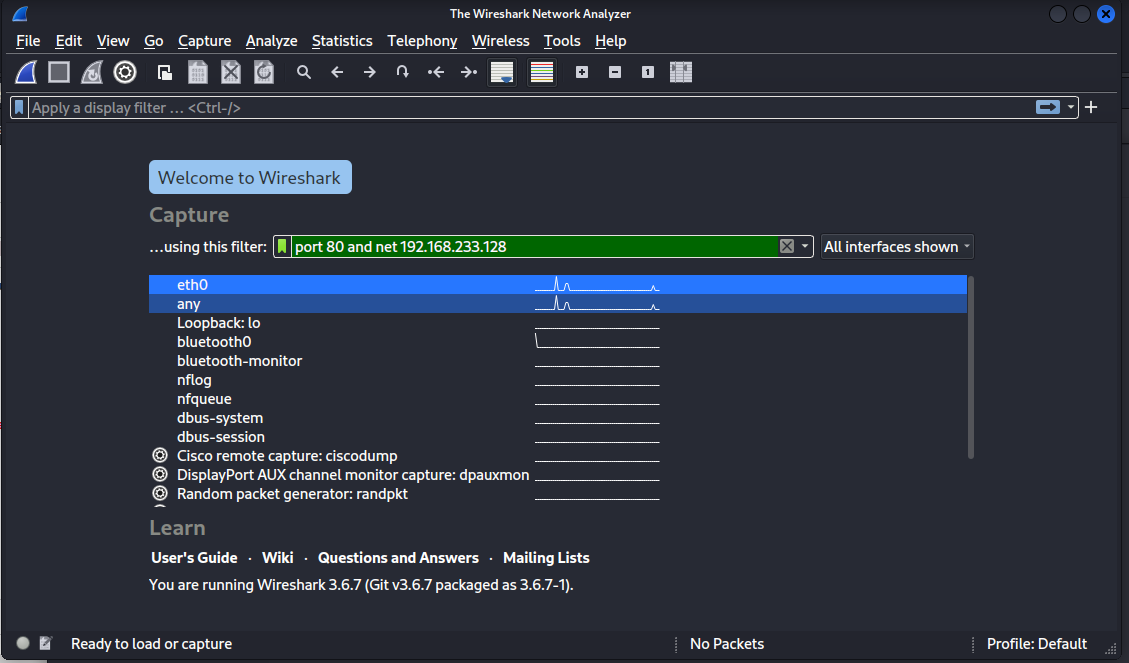 The Wireshark Network Analyzer
File Edit View Go Capture Analyze Statistics Telephony Wireless Tools Help
Apply a display filter … <Ctrl-/>
Welcome to Wireshark
Capture
…using this filter: port 80 and net 192.168.233.128 All interfaces shown
eth0
any
Loopback: lo
bluetooth0
bluetooth-monitor
nflog
nfqueue
dbus-system
dbus-session
Cisco remote capture: ciscodump
DisplayPort AUX channel monitor capture: dpauxmon
Random packet generator: randpkt
Learn
User's Guide · Wiki · Questions and Answers · Mailing Lists
You are running Wireshark 3.6.7 (Git v3.6.7 packaged as 3.6.7-1).
Ready to load or capture No Packets Profile: Default